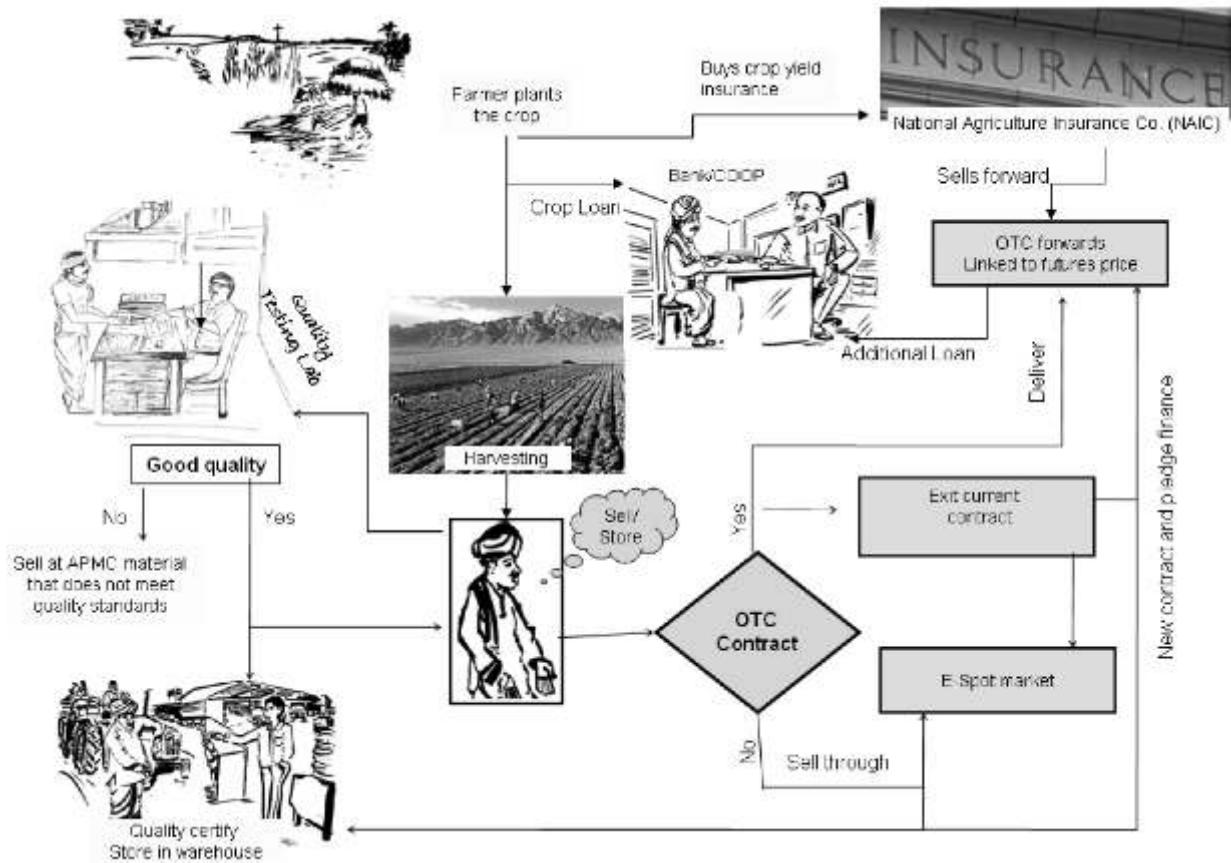 Farmer plants
the crop
Buys crop yield
insurance
INSURANCE
National Agriculture Insurance Co. (NAIC)
Sells forward
Bank/COOP
Crop Loan
OTC forwards
Linked to futures price
Additional Loan
Quality
Testing Lab
Harvesting
Deliver
New contract and pledge finance
Good quality
No
Yes
Sell at APMC material
that does not meet
quality standards
Sell/
Store
Yes
Exit current
contract
OTC
Contract
E-Spot market
No
Sell through
Quality certify
Store in warehouse